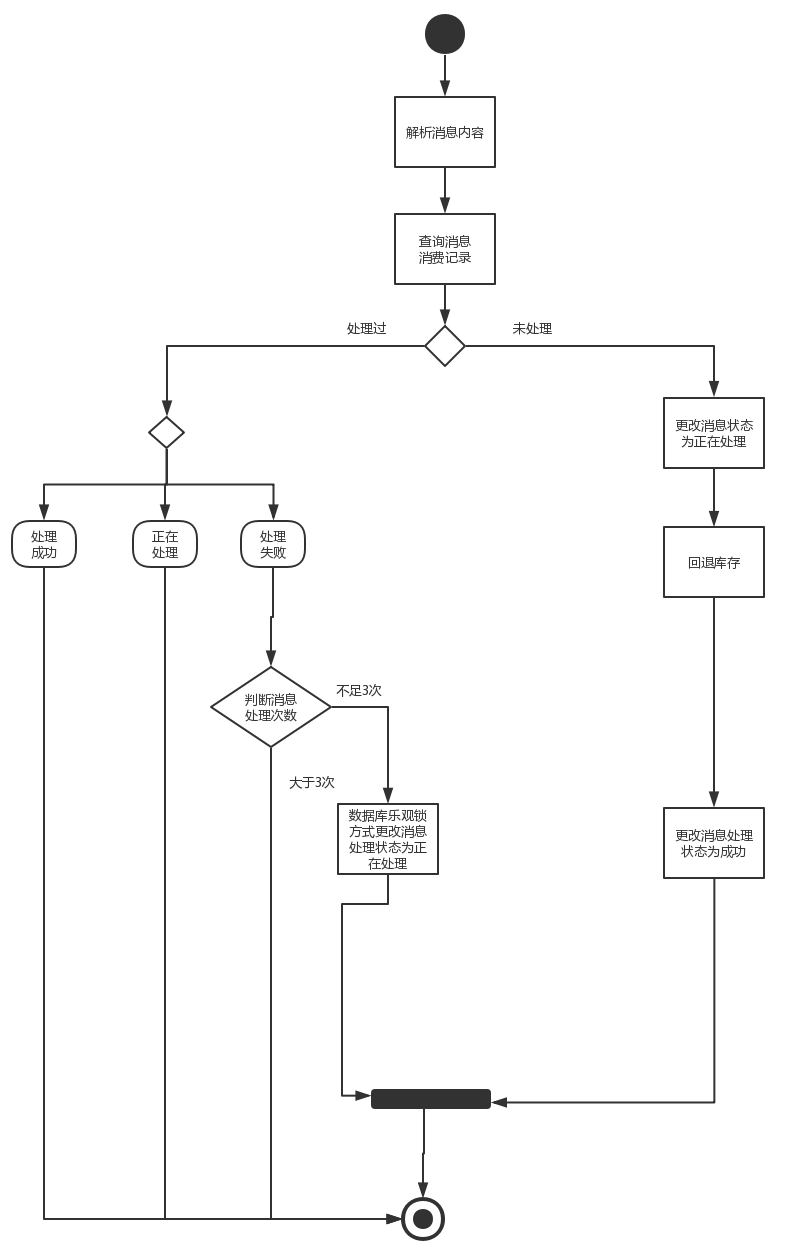 解析消息内容
查询消息
消费记录
处理过
未处理
更改消息状态
为正在处理
处理
成功
正在
处理
处理
失败
回退库存
判断消息
处理次数
不足3次
大于3次
数据库乐观锁
方式更改消息
处理状态为正
在处理
更改消息处理
状态为成功